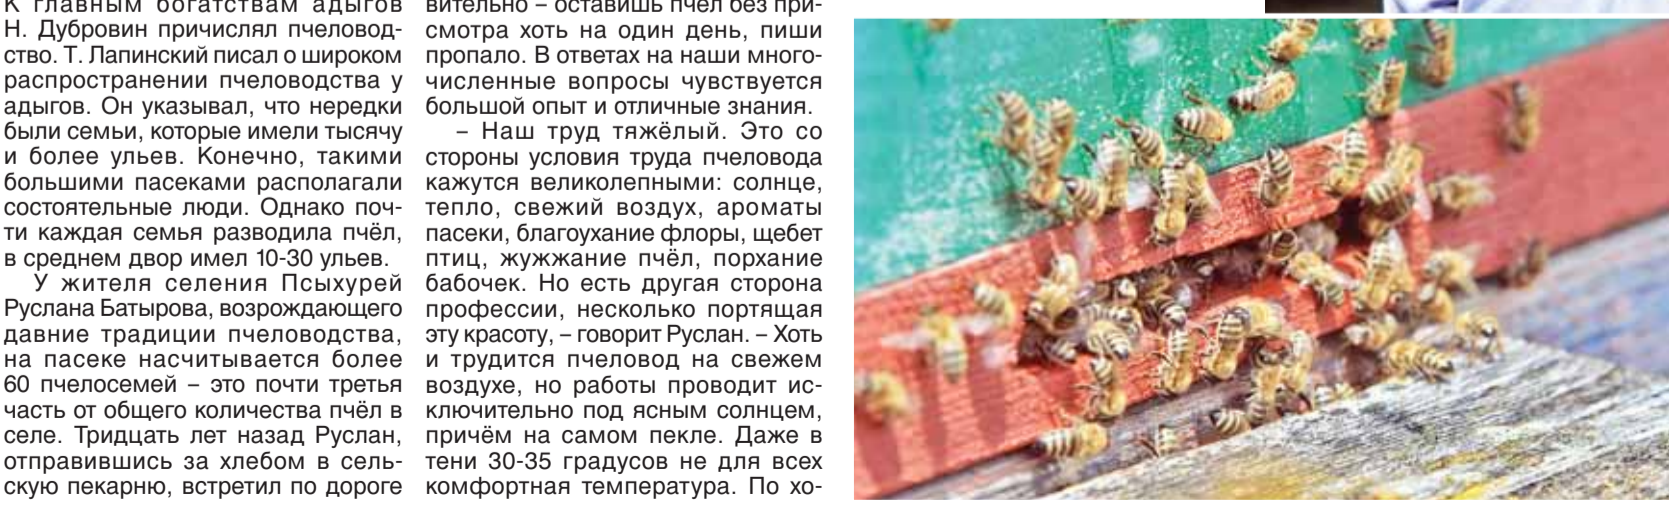 К главным богатствам адыгов
Н. Дубровин причислял пчеловод-
ство. Т. Лапинский писал о широком
распространении пчеловодства у
адыгов. Он указывал, что нередки
были семьи, которые имели тысячу
и более ульев. Конечно, такими
большими пасеками располагали
состоятельные люди. Однако поч-
ти каждая семья разводила пчёл,
в среднем двор имел 10-30 ульев.
У жителя селения Псыхурей
Руслана Батырова, возрождающего
давние традиции пчеловодства,
на пасеке насчитывается более
60 пчелосемей – это почти третья
часть от общего количества пчёл в
селе. Тридцать лет назад Руслан,
отправившись за хлебом в сель-
скую пекарню, встретил по дороге
вительно – оставишь пчёл без при-
смотра хоть на один день, пиши
пропало. В ответах на наши много-
численные вопросы чувствуется
большой опыт и отличные знания.
– Наш труд тяжёлый. Это со
стороны условия труда пчеловода
кажутся великолепными: солнце,
тепло, свежий воздух, ароматы
пасеки, благоухание флоры, щебет
птиц, жужжание пчёл, порхание
бабочек. Но есть другая сторона
профессии, несколько портящая
эту красоту, – говорит Руслан. – Хоть
и трудится пчеловод на свежем
воздухе, но работы проводит ис-
ключительно под ясным солнцем,
причём на самом пекле. Даже в
тени 30-35 градусов не для всех
комфортная температура. По хо-